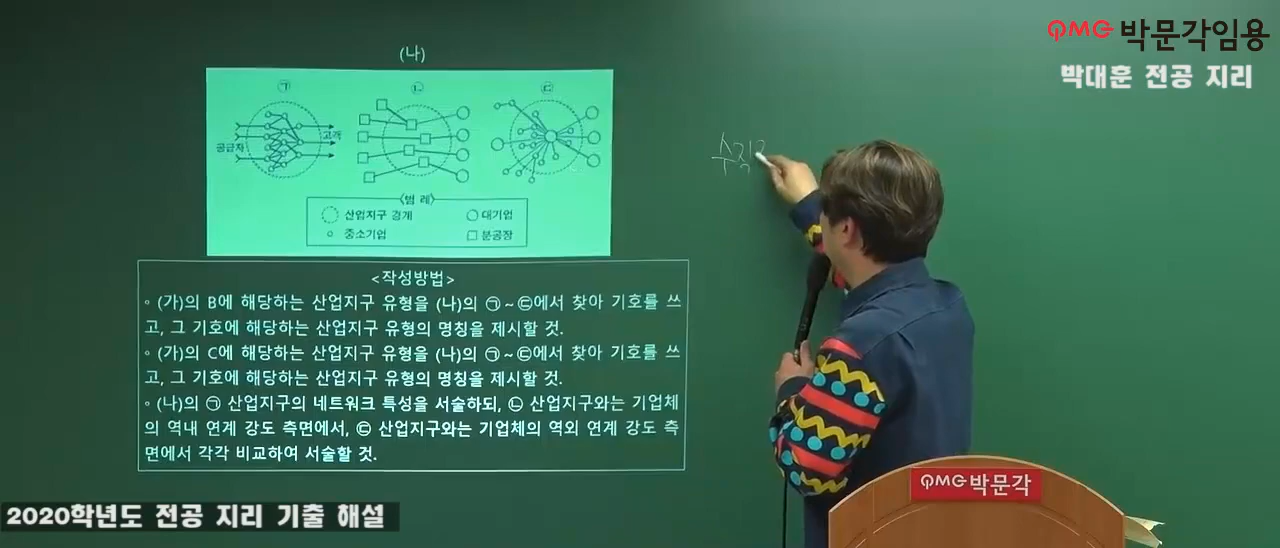 QMG 박문각임용
박대훈 전공 지리
(나)
㉠ ㉡ ㉢
공급자 고객
<범 례>
산업지구 경계 대기업
중소기업 분공장
<작성방법>
◦ (가)의 B에 해당하는 산업지구 유형을 (나)의 ㉠~㉢에서 찾아 기호를 쓰
고, 그 기호에 해당하는 산업지구 유형의 명칭을 제시할 것.
◦ (가)의 C에 해당하는 산업지구 유형을 (나)의 ㉠~㉢에서 찾아 기호를 쓰
고, 그 기호에 해당하는 산업지구 유형의 명칭을 제시할 것.
◦ (나)의 ㉠ 산업지구의 네트워크 특성을 서술하되, ㉡ 산업지구와는 기업체
의 역내 연계 강도 측면에서, ㉢ 산업지구와는 기업체의 역외 연계 강도 측
면에서 각각 비교하여 서술할 것.
수직
QMG박문각
2020학년도 전공 지리 기출 해설